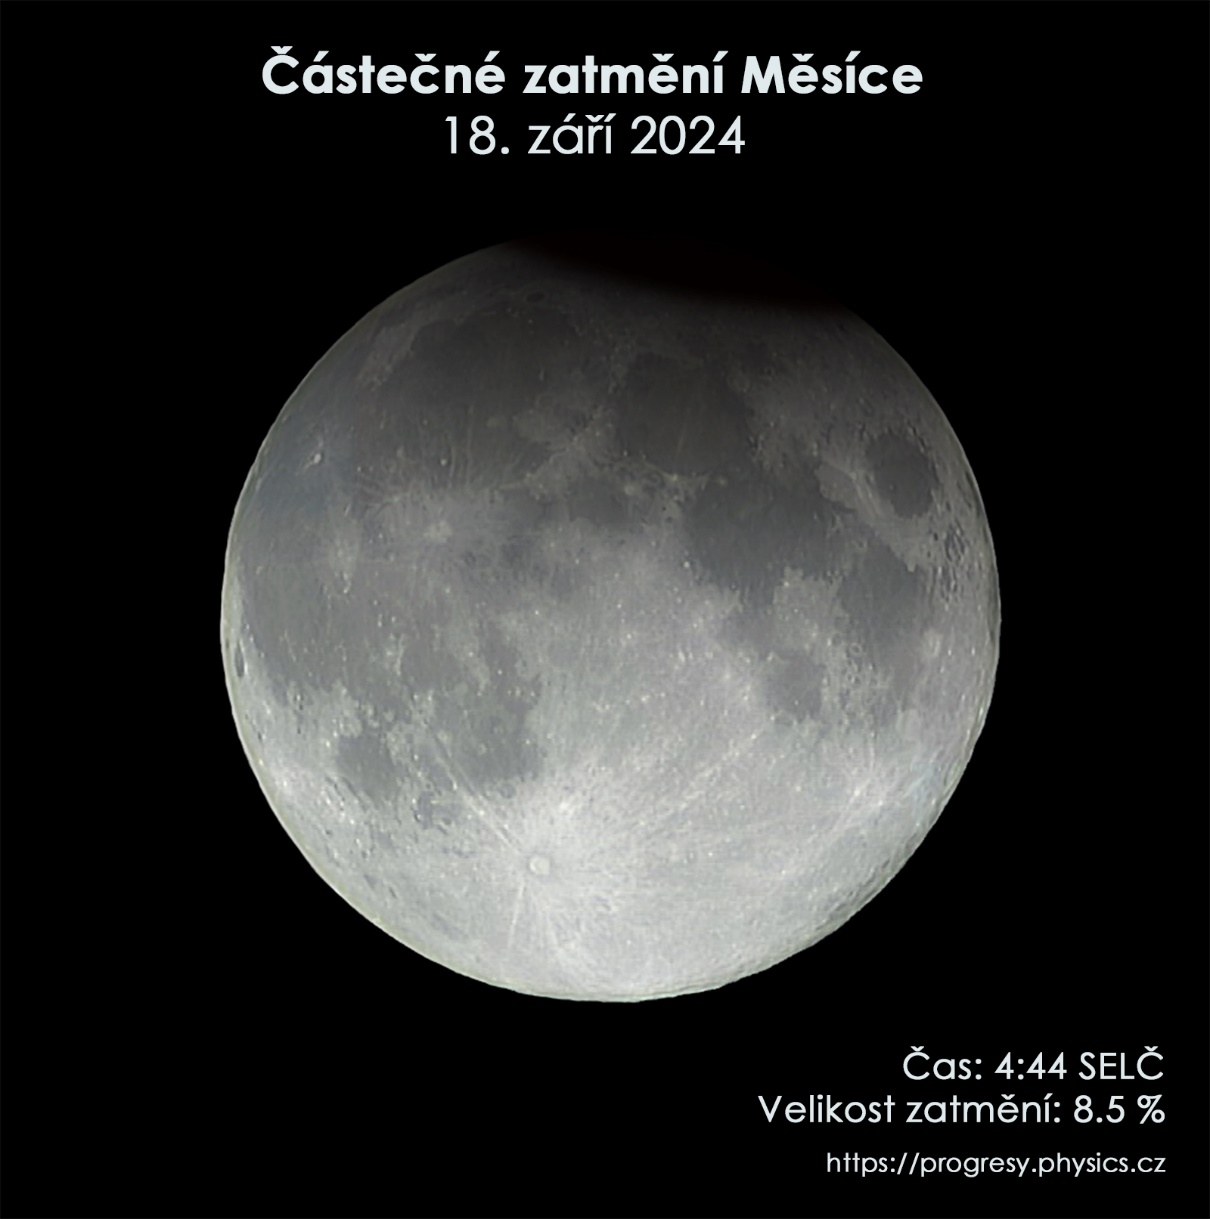 Částečné zatmění Měsíce
18. září 2024
Čas: 4:44 SELČ
Velikost zatmění: 8.5 %
https://progresy.physics.cz